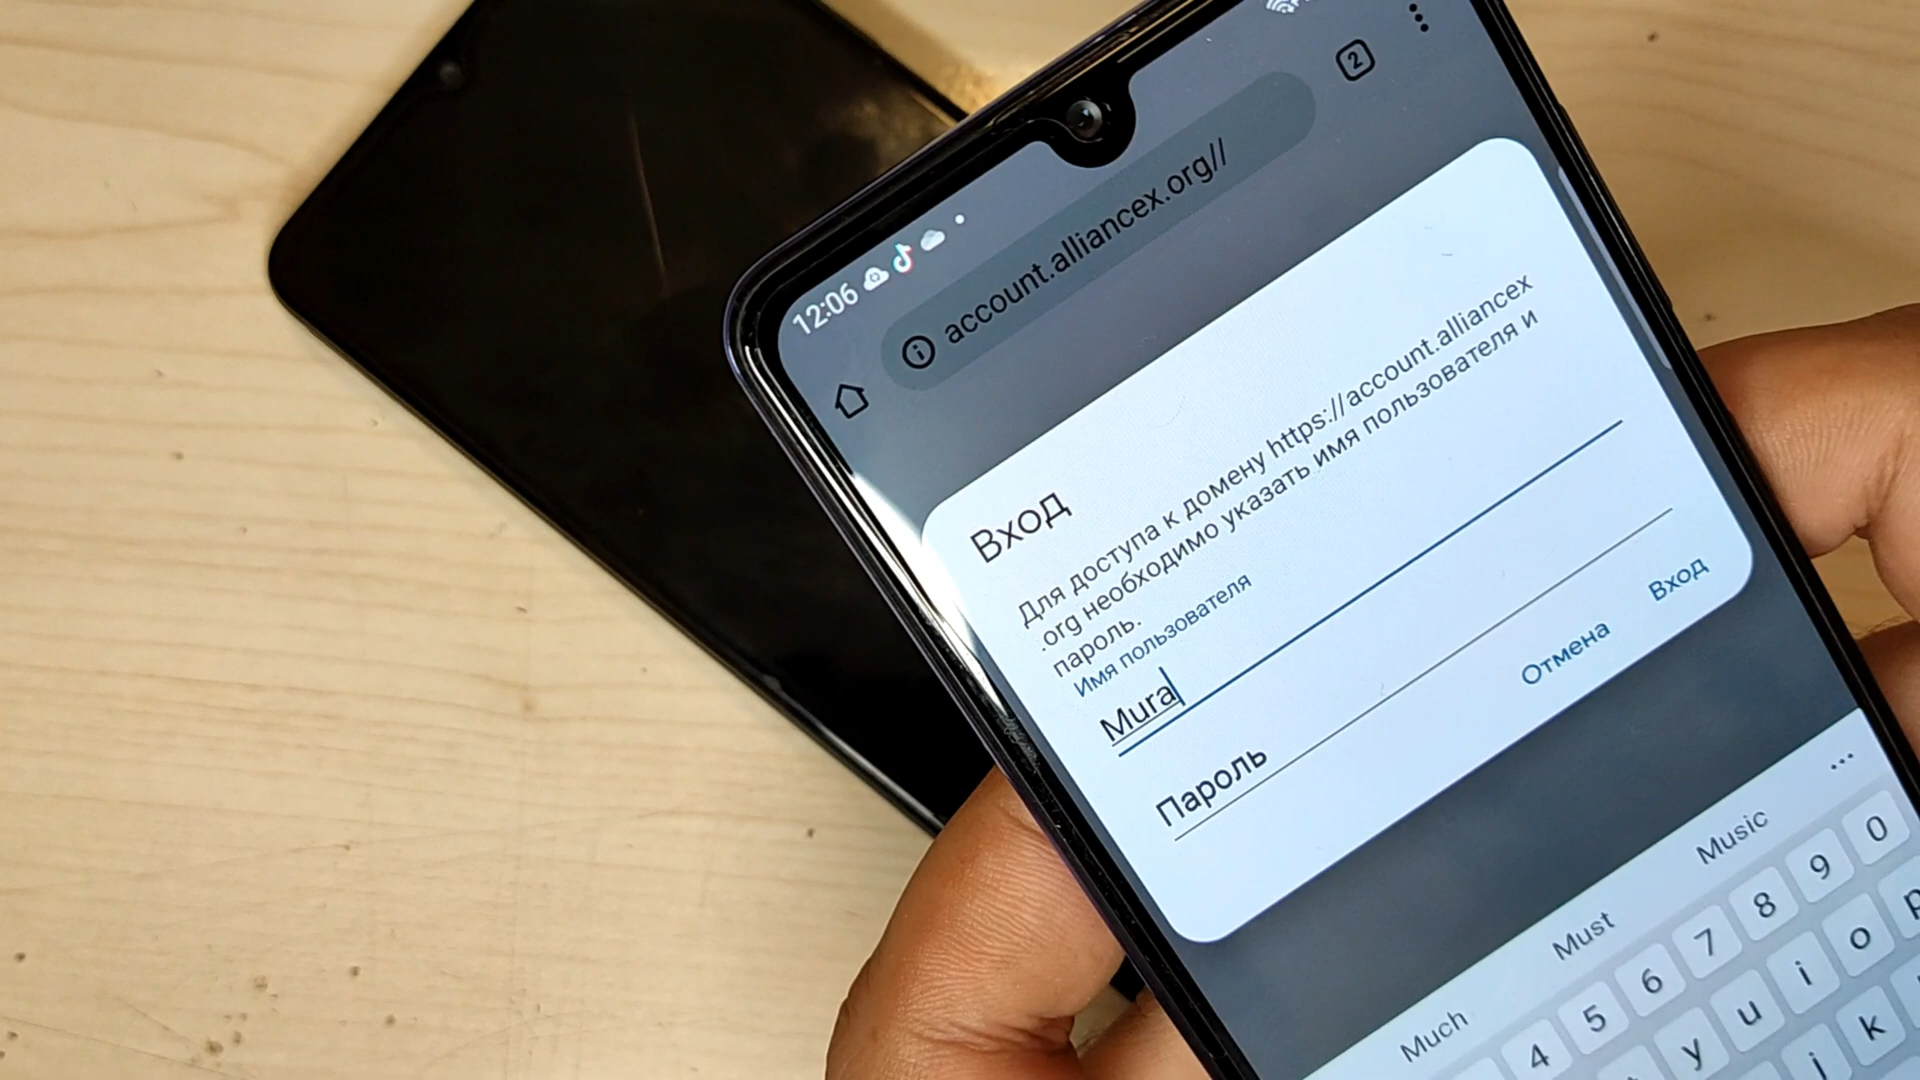 12:06
2
account.alliancex.org//
Вход
Для доступа к домену https://account.alliancex
.org необходимо указать имя пользователя и
пароль.
Имя пользователя
Mura
Пароль
Отмена Вход
Much Must Music
4 5 6 7 8 9 0
y u i o p
j k